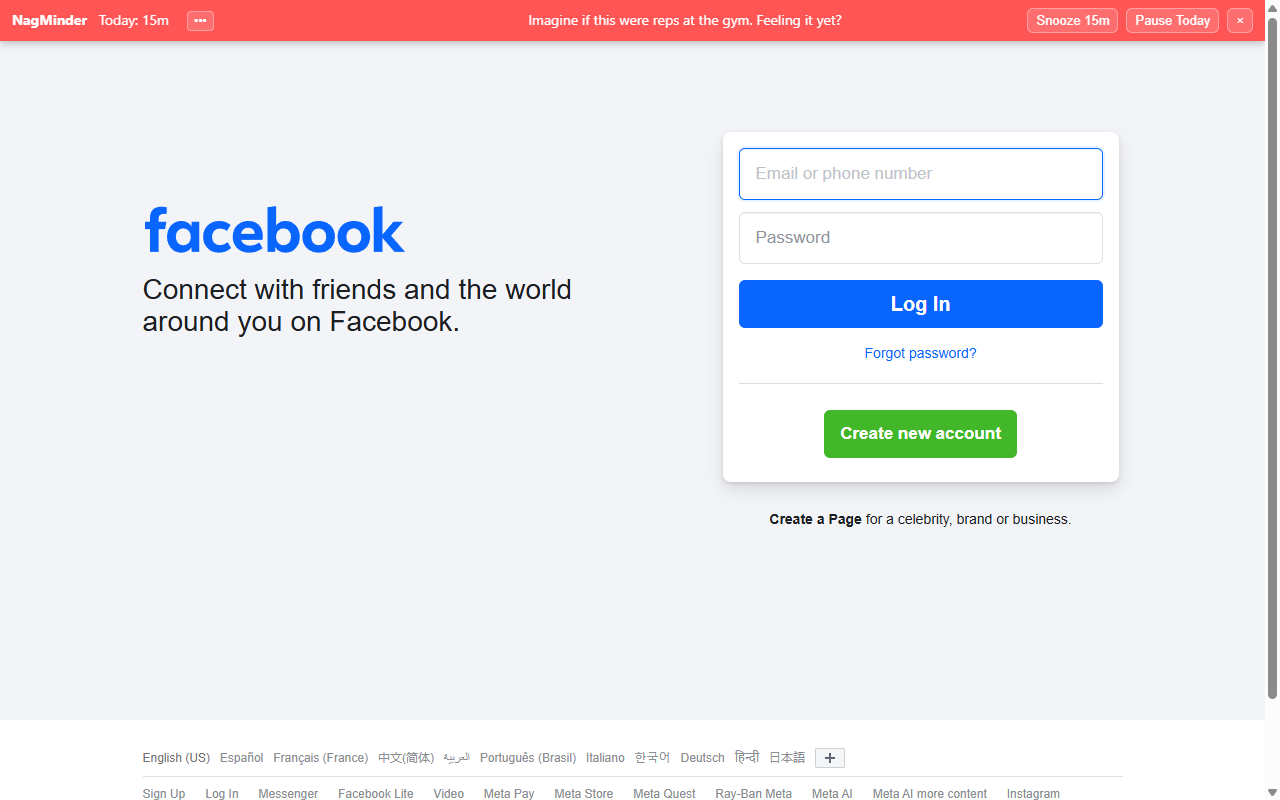 NagMinder Today: 15m ••• Imagine if this were reps at the gym. Feeling it yet? Snooze 15m Pause Today ×
facebook
Connect with friends and the world
around you on Facebook.
Email or phone number
Password
Log In
Forgot password?
Create new account
Create a Page for a celebrity, brand or business.
English (US) Español Français (France) 中文(简体) العربية Português (Brasil) Italiano 한국어 Deutsch हिन्दी 日本語 +
Sign Up Log In Messenger Facebook Lite Video Meta Pay Meta Store Meta Quest Ray-Ban Meta Meta AI Meta AI more content Instagram